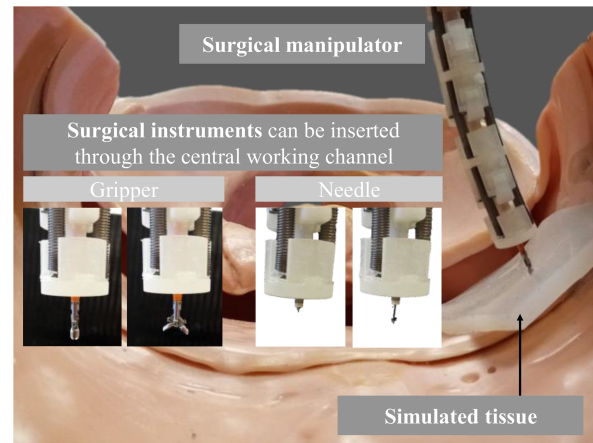 Surgical manipulator
Surgical instruments can be inserted
through the central working channel
Gripper
Needle
Simulated tissue